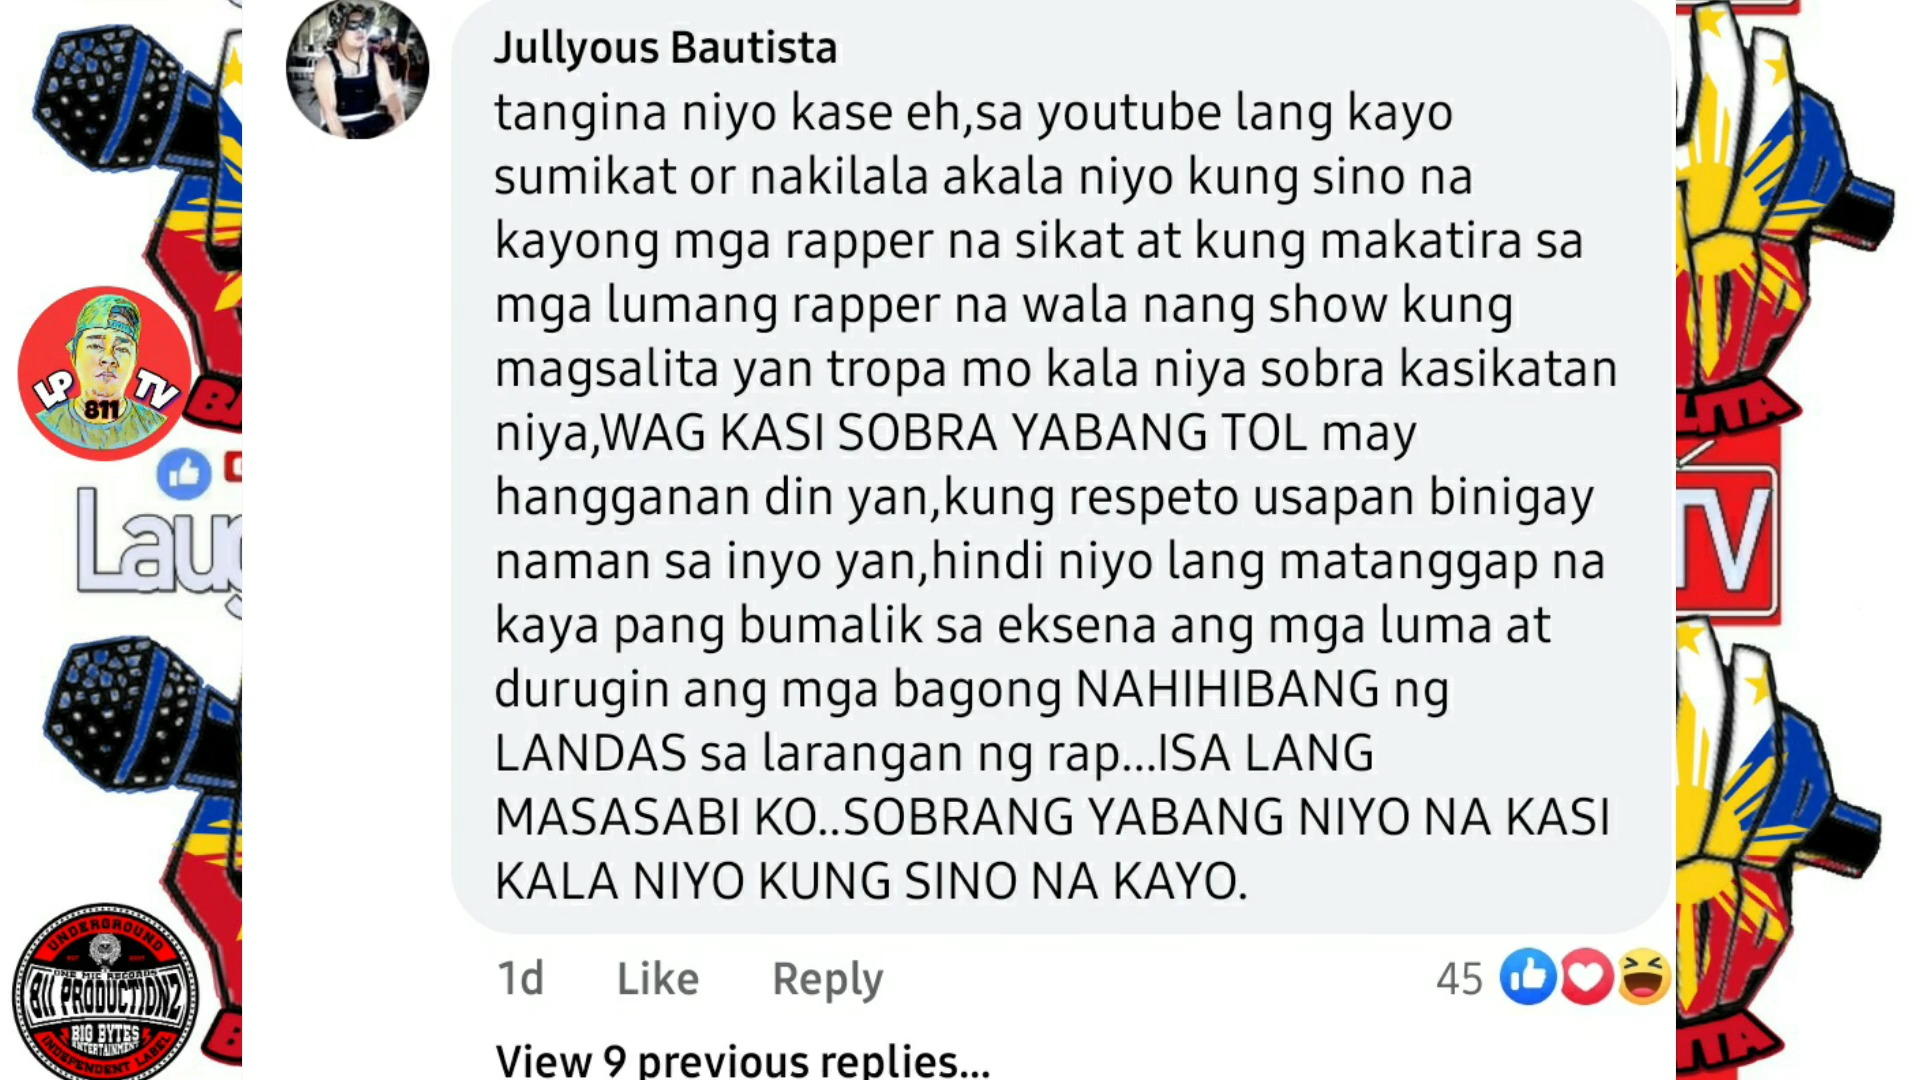 Jullyous Bautista
tangina niyo kase eh,sa youtube lang kayo
sumikat or nakilala akala niyo kung sino na
kayong mga rapper na sikat at kung makatira sa
mga lumang rapper na wala nang show kung
magsalita yan tropa mo kala niya sobra kasikatan
niya,WAG KASI SOBRA YABANG TOL may
hangganan din yan,kung respeto usapan binigay
naman sa inyo yan,hindi niyo lang matanggap na
kaya pang bumalik sa eksena ang mga luma at
durugin ang mga bagong NAHIHIBANG ng
LANDAS sa larangan ng rap...ISA LANG
MASASABI KO..SOBRANG YABANG NIYO NA KASI
KALA NIYO KUNG SINO NA KAYO.
1d Like Reply 45
View 9 previous replies...
LP TV
811
TV
UNDERGROUND
ONE MIC RECORDS
8II PRODUCTIONZ
BIG BYTES
ENTERTAINMENT
INDEPENDENT LABEL